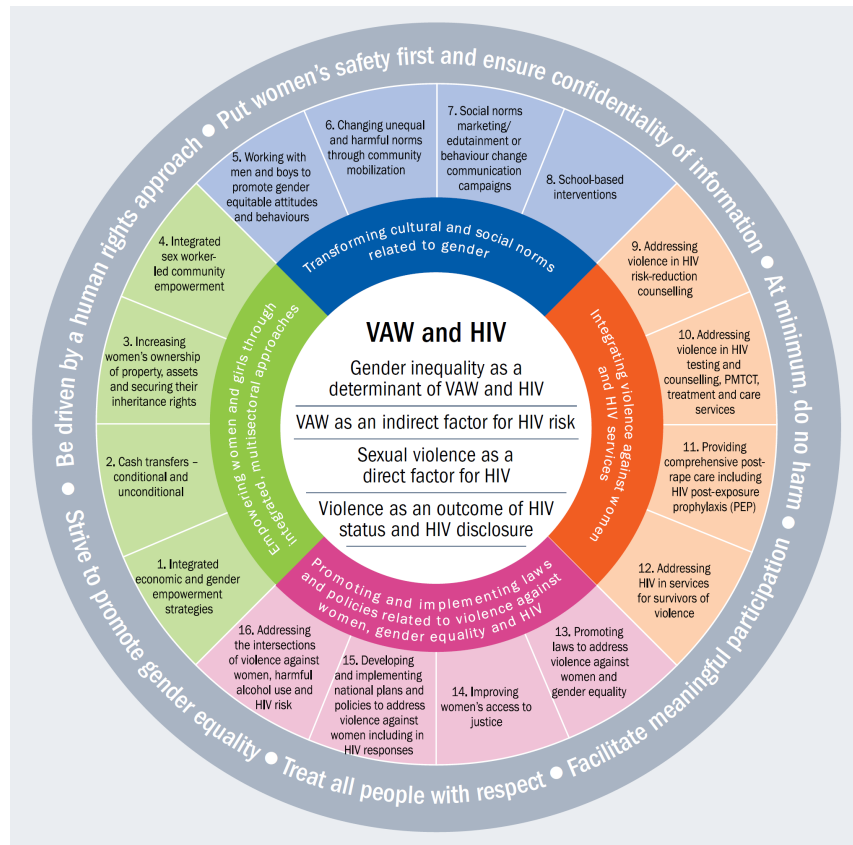 Put women's safety first and ensure confidentiality of information
At minimum, do no harm
Facilitate meaningful participation
Treat all people with respect
Strive to promote gender equality
Be driven by a human rights approach
VAW and HIV
Gender inequality as a
determinant of VAW and HIV
VAW as an indirect factor for HIV risk
Sexual violence as a
direct factor for HIV
Violence as an outcome of HIV
status and HIV disclosure
Empowering women and girls through
integrated, multisectoral approaches
1. Integrated
economic and gender
empowerment
strategies
2. Cash transfers –
conditional and
unconditional
3. Increasing
women's ownership
of property, assets
and securing their
inheritance rights
4. Integrated
sex worker-
led community
empowerment
Transforming cultural and social norms
related to gender
5. Working with
men and boys to
promote gender
equitable attitudes
and behaviours
6. Changing unequal
and harmful norms
through community
mobilization
7. Social norms
marketing/
edutainment or
behaviour change
communication
campaigns
8. School-based
interventions
Integrating violence against women
and HIV services
9. Addressing
violence in HIV
risk-reduction
counselling
10. Addressing
violence in HIV
testing and
counselling, PMTCT,
treatment and care
services
11. Providing
comprehensive post-
rape care including
HIV post-exposure
prophylaxis (PEP)
12. Addressing
HIV in services
for survivors of
violence
Promoting and implementing laws
and policies related to violence against
women, gender equality and HIV
13. Promoting
laws to address
violence against
women and
gender equality
14. Improving
women's access to
justice
15. Developing
and implementing
national plans and
policies to address
violence against
women including in
HIV responses
16. Addressing
the intersections
of violence against
women, harmful
alcohol use and
HIV risk